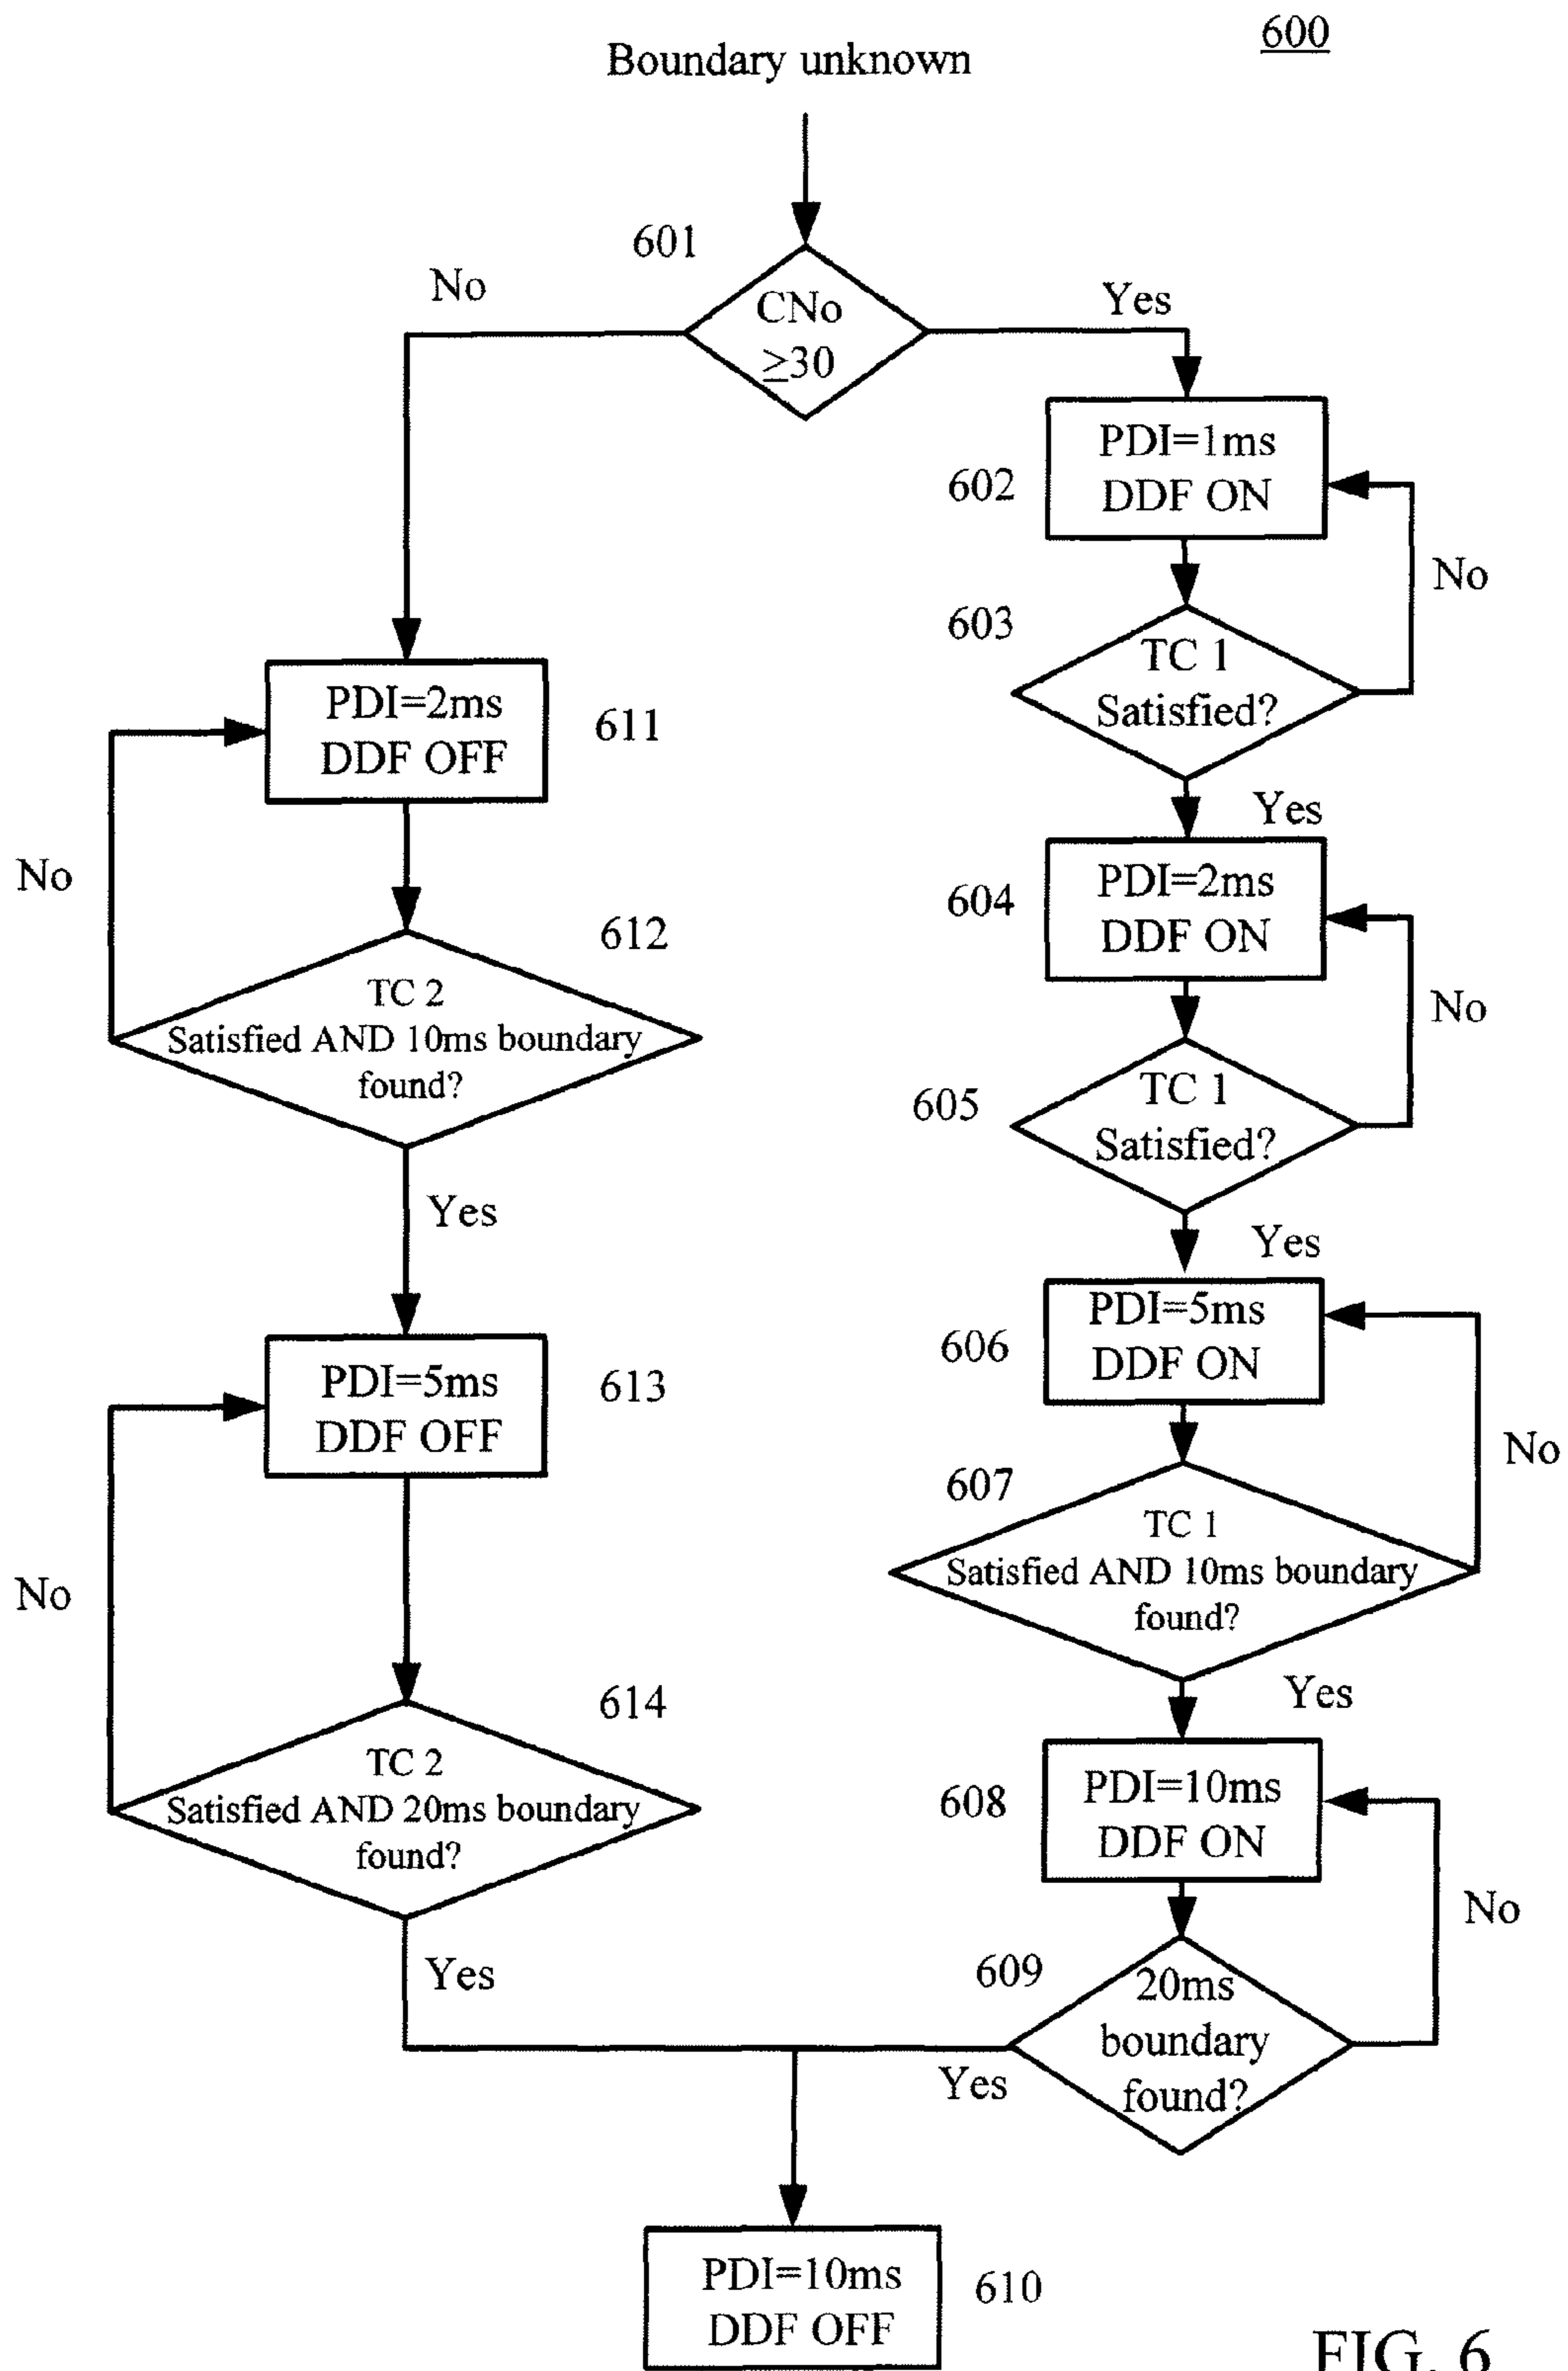 600
Boundary unknown
601
No
CNo
≥30
Yes
PDI=1ms
DDF ON
602
No
603
TC 1
Satisfied?
Yes
PDI=2ms
DDF OFF
611
No
612
TC 2
Satisfied AND 10ms boundary
found?
Yes
PDI=2ms
DDF ON
604
No
605
TC 1
Satisfied?
Yes
PDI=5ms
DDF OFF
613
No
614
TC 2
Satisfied AND 20ms boundary
found?
Yes
PDI=5ms
DDF ON
606
No
607
TC 1
Satisfied AND 10ms boundary
found?
Yes
PDI=10ms
DDF ON
608
No
609
20ms
boundary
found?
Yes
PDI=10ms
DDF OFF
610
FIG. 6